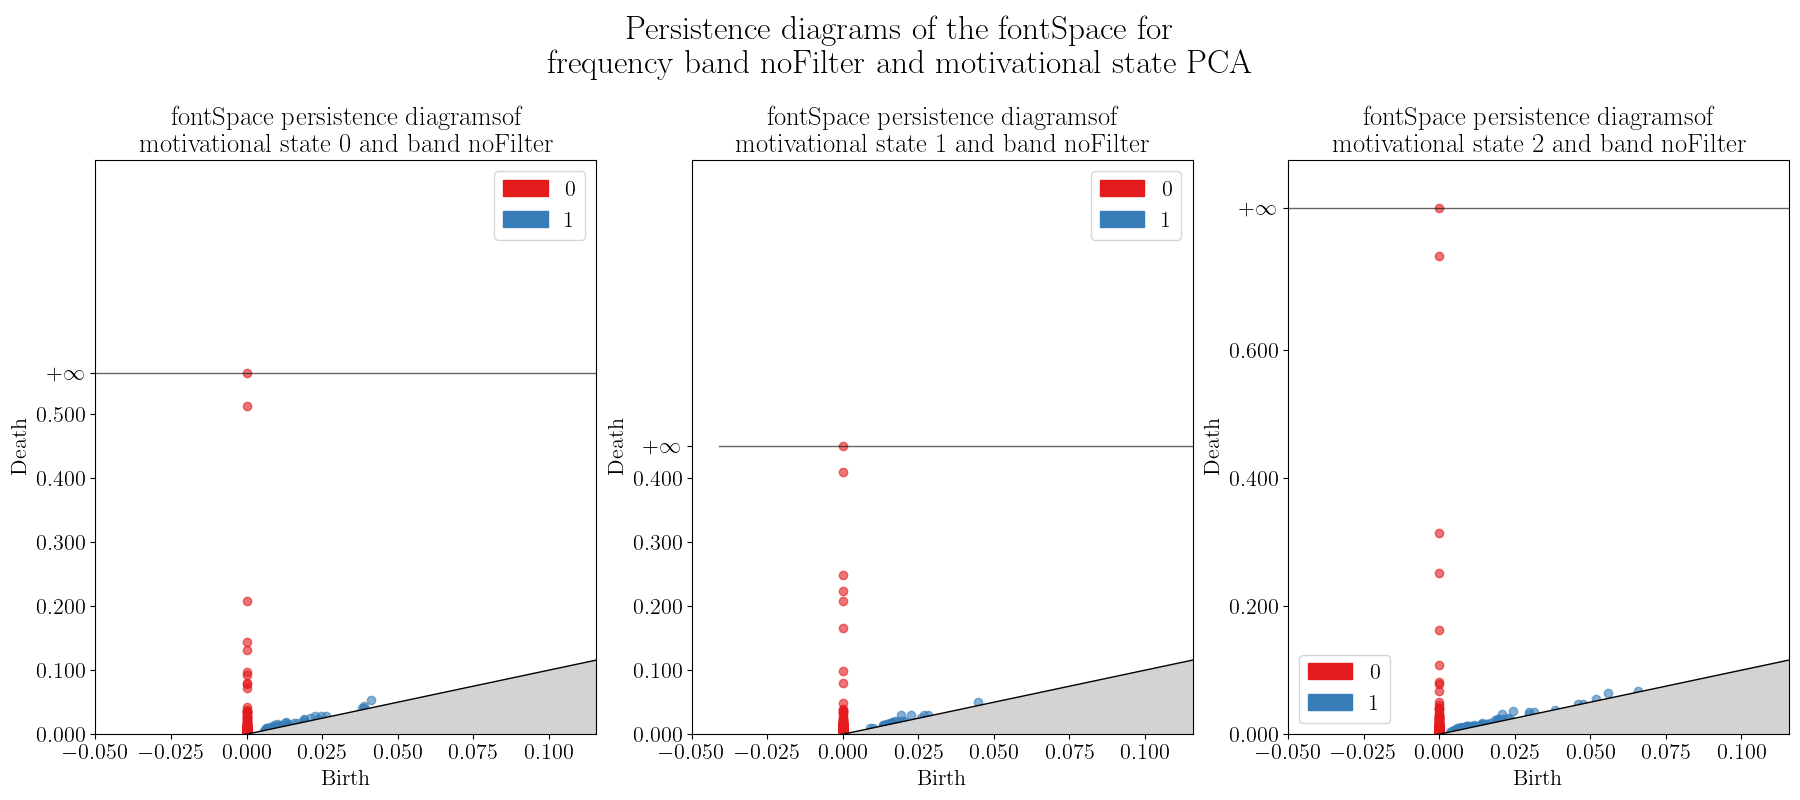 Persistence diagrams of the fontSpace for
frequency band noFilter and motivational state PCA
fontSpace persistence diagramsof
motivational state 0 and band noFilter
0
1
+∞
0.500
0.400
0.300
0.200
0.100
0.000
Death
−0.050 −0.025 0.000 0.025 0.050 0.075 0.100
Birth
fontSpace persistence diagramsof
motivational state 1 and band noFilter
0
1
+∞
0.400
0.300
0.200
0.100
0.000
Death
−0.050 −0.025 0.000 0.025 0.050 0.075 0.100
Birth
fontSpace persistence diagramsof
motivational state 2 and band noFilter
+∞
0.600
0.400
0.200
0.000
Death
0
1
−0.050 −0.025 0.000 0.025 0.050 0.075 0.100
Birth